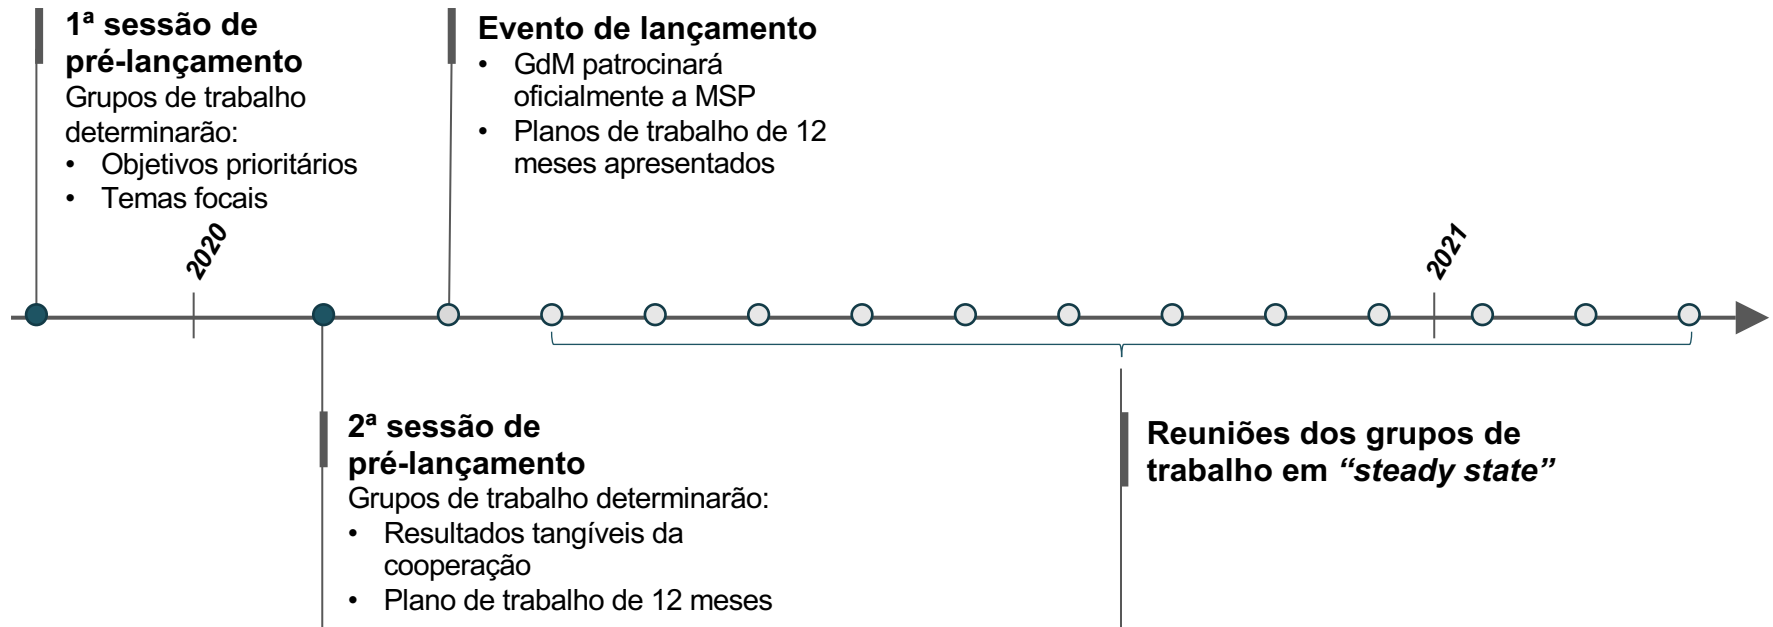 1ª sessão de
pré-lançamento
Grupos de trabalho
determinarão:
• Objetivos prioritários
• Temas focais
Evento de lançamento
• GdM patrocinará
oficialmente a MSP
• Planos de trabalho de 12
meses apresentados
2020
2021
2ª sessão de
pré-lançamento
Grupos de trabalho determinarão:
• Resultados tangíveis da
cooperação
• Plano de trabalho de 12 meses
Reuniões dos grupos de
trabalho em “steady state”